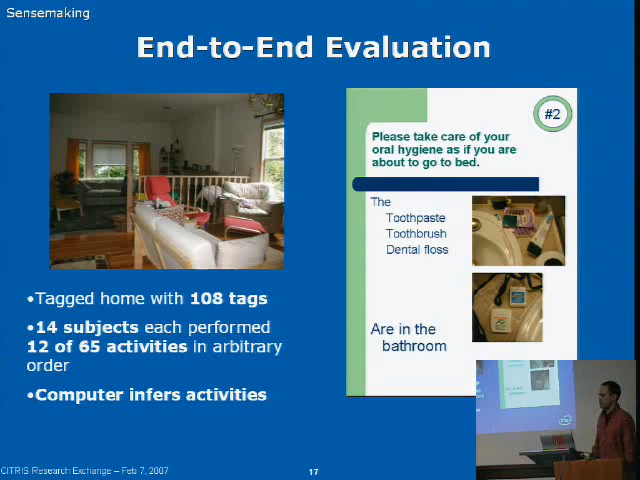 Sensemaking
End-to-End Evaluation
#2
Please take care of your
oral hygiene as if you are
about to go to bed.
The
Toothpaste
Toothbrush
Dental floss
Are in the
bathroom
•Tagged home with 108 tags
•14 subjects each performed
12 of 65 activities in arbitrary
order
•Computer infers activities
CITRIS Research Exchange – Feb 7, 2007
17
intel